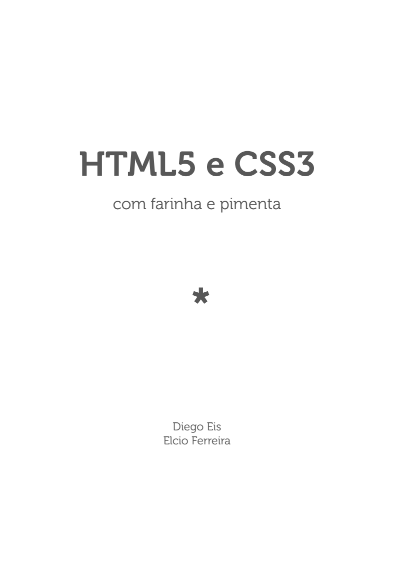 HTML5 e CSS3
com farinha e pimenta
*
Diego Eis
Elcio Ferreira